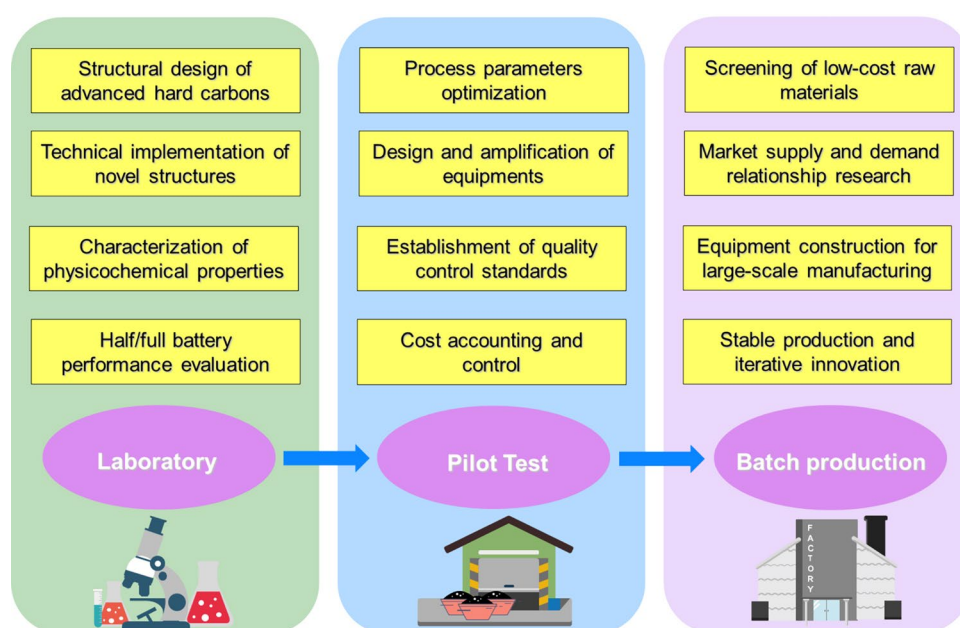 Structural design of
advanced hard carbons
Technical implementation of
novel structures
Characterization of
physicochemical properties
Half/full battery
performance evaluation
Laboratory
Process parameters
optimization
Design and amplification of
equipments
Establishment of quality
control standards
Cost accounting and
control
Pilot Test
Screening of low-cost raw
materials
Market supply and demand
relationship research
Equipment construction for
large-scale manufacturing
Stable production and
iterative innovation
Batch production
FACTORY